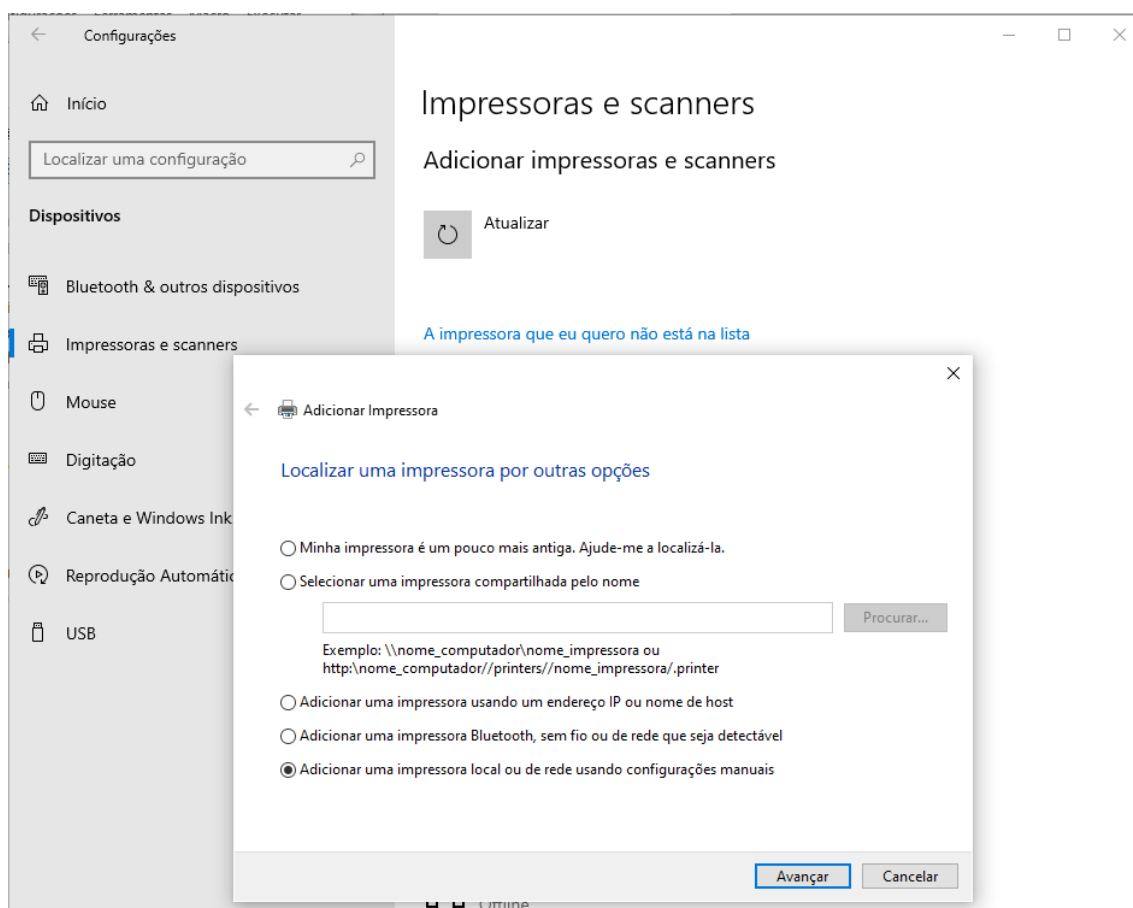 Configurações
Início
Localizar uma configuração
Dispositivos
Bluetooth & outros dispositivos
Impressoras e scanners
Mouse
Digitação
Caneta e Windows Ink
Reprodução Automátic
USB
Impressoras e scanners
Adicionar impressoras e scanners
Atualizar
A impressora que eu quero não está na lista
Adicionar Impressora
Localizar uma impressora por outras opções
Minha impressora é um pouco mais antiga. Ajude-me a localizá-la.
Selecionar uma impressora compartilhada pelo nome
Procurar...
Exemplo: \\nome_computador\nome_impressora ou
http:\nome_computador//printers//nome_impressora/.printer
Adicionar uma impressora usando um endereço IP ou nome de host
Adicionar uma impressora Bluetooth, sem fio ou de rede que seja detectável
Adicionar uma impressora local ou de rede usando configurações manuais
Avançar
Cancelar